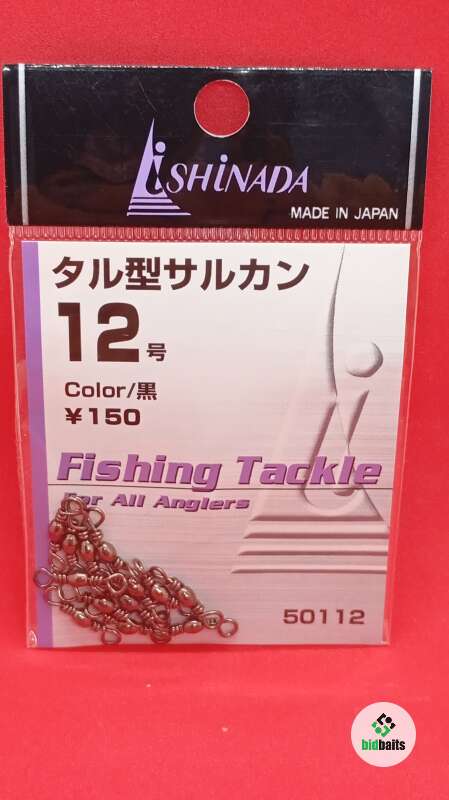 iSHiNADA
MADE IN JAPAN
タル型サルカン
12号
Color/黒
¥150
Fishing Tackle
For All Anglers
50112
bidbaits